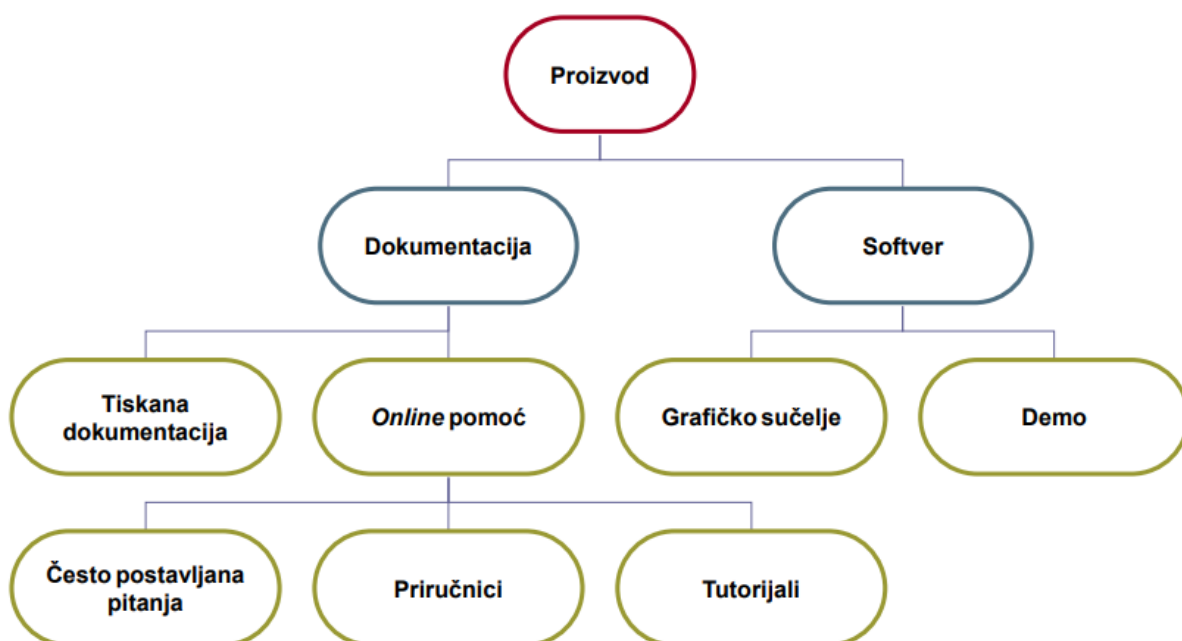 Proizvod
Dokumentacija
Softver
Tiskana
dokumentacija
Online pomoć
Grafičko sučelje
Demo
Često postavljana
pitanja
Priručnici
Tutorijali